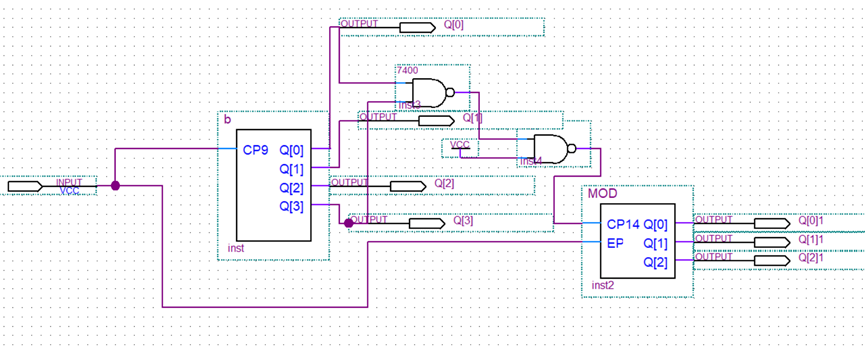 OUTPUT Q[0]
7400
inst3
b
OUTPUT Q[1]
VCC
inst4
CP9 Q[0]
Q[1]
INPUT
VCC
Q[2]
OUTPUT Q[2]
Q[3]
MOD
OUTPUT Q[3]
CP14 Q[0]
OUTPUT Q[0]1
inst
EP Q[1]
OUTPUT Q[1]1
Q[2]
OUTPUT Q[2]1
inst2